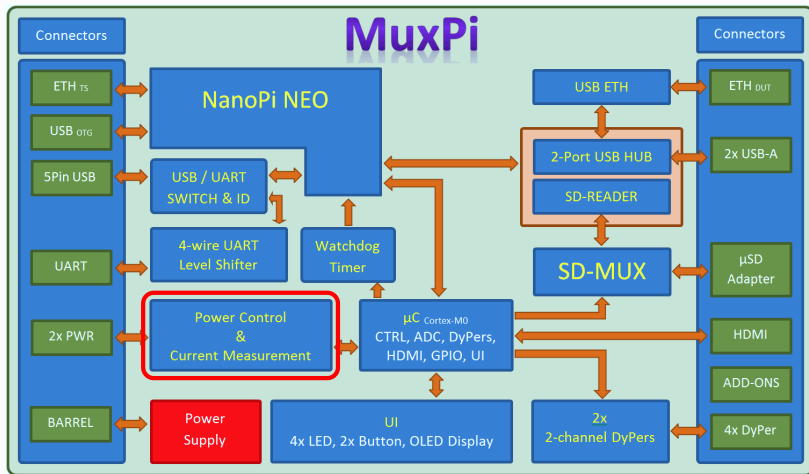 MuxPi
Connectors
ETH TS
USB OTG
5Pin USB
UART
2x PWR
BARREL
NanoPi NEO
USB / UART
SWITCH & ID
4-wire UART
Level Shifter
Watchdog
Timer
Power Control
&
Current Measurement
Power
Supply
µC Cortex-M0
CTRL, ADC, DyPers,
HDMI, GPIO, UI
UI
4x LED, 2x Button, OLED Display
USB ETH
2-Port USB HUB
SD-READER
SD-MUX
2x
2-channel DyPers
Connectors
ETH DUT
2x USB-A
µSD
Adapter
HDMI
ADD-ONS
4x DyPer